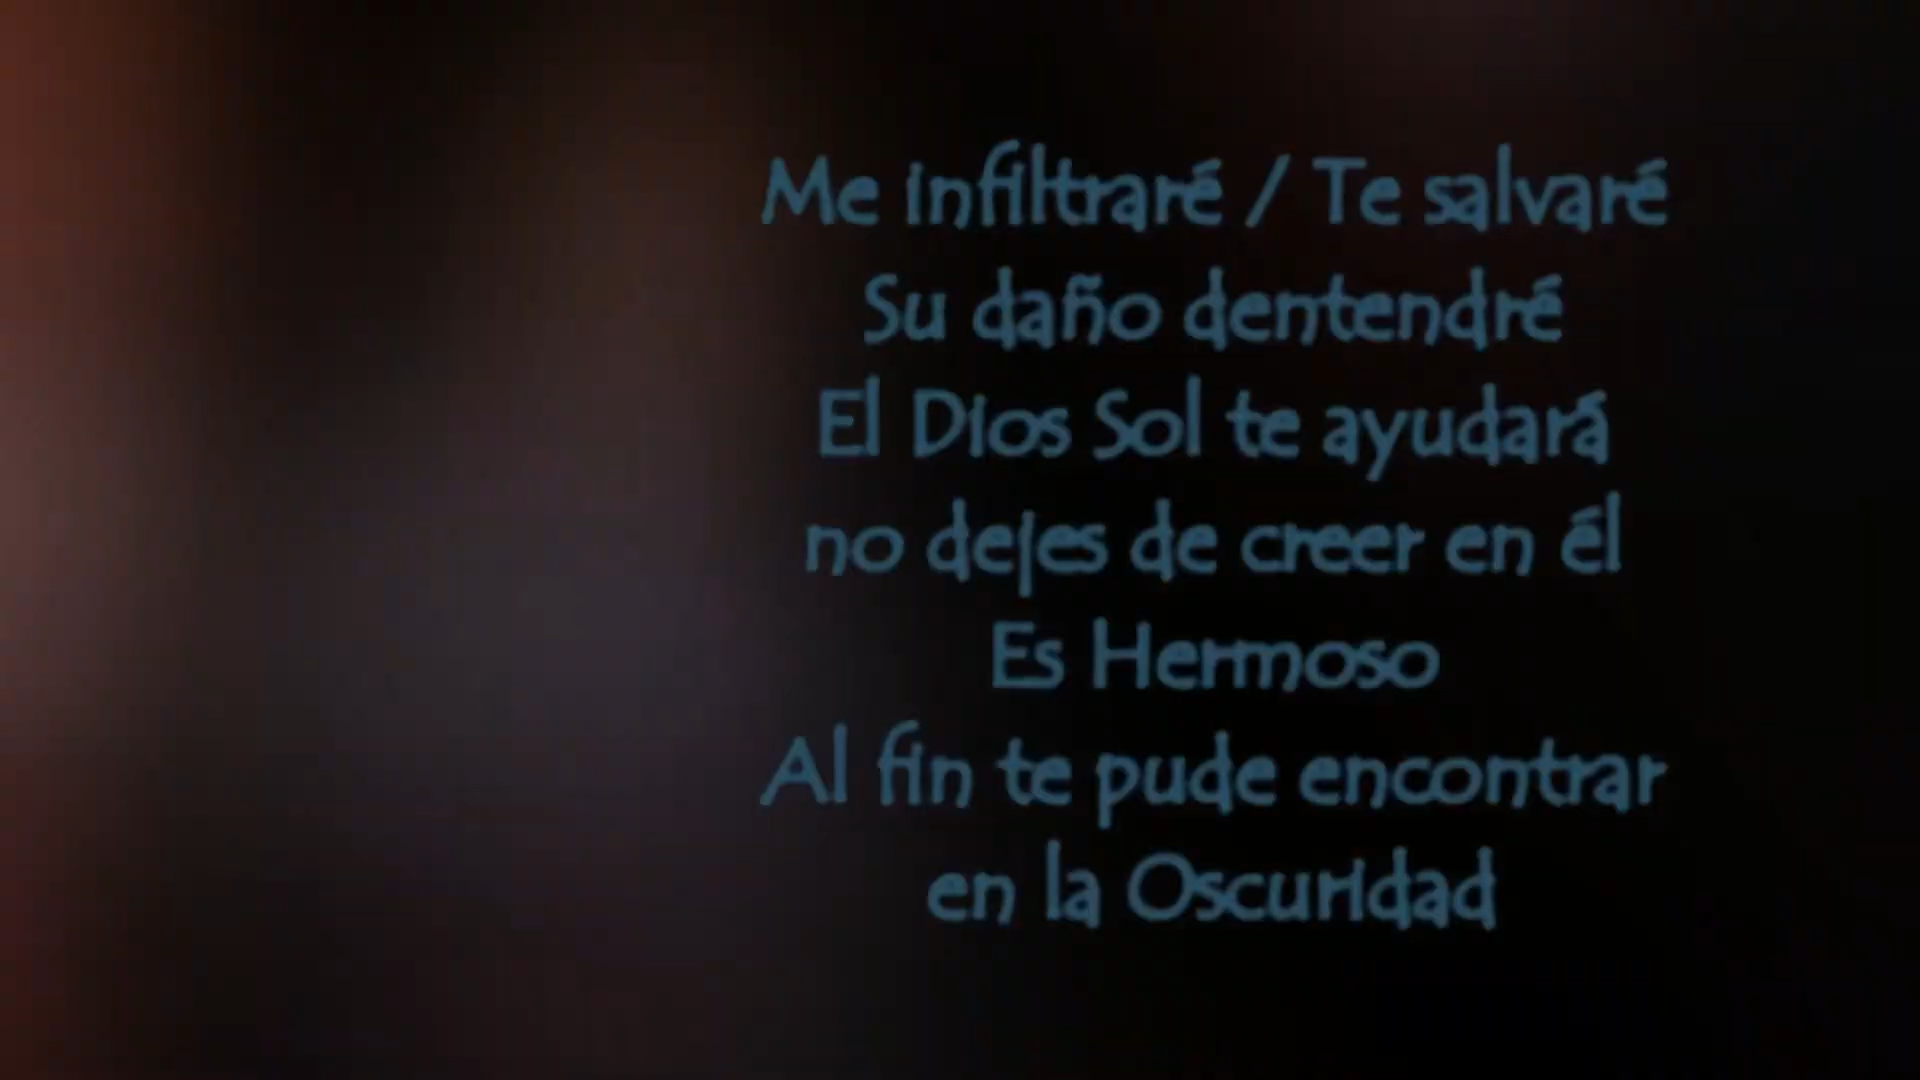 Me infiltraré / Te salvaré
Su daño dentendré
El Dios Sol te ayudará
no dejes de creer en él
Es Hermoso
Al fin te pude encontrar
en la Oscuridad